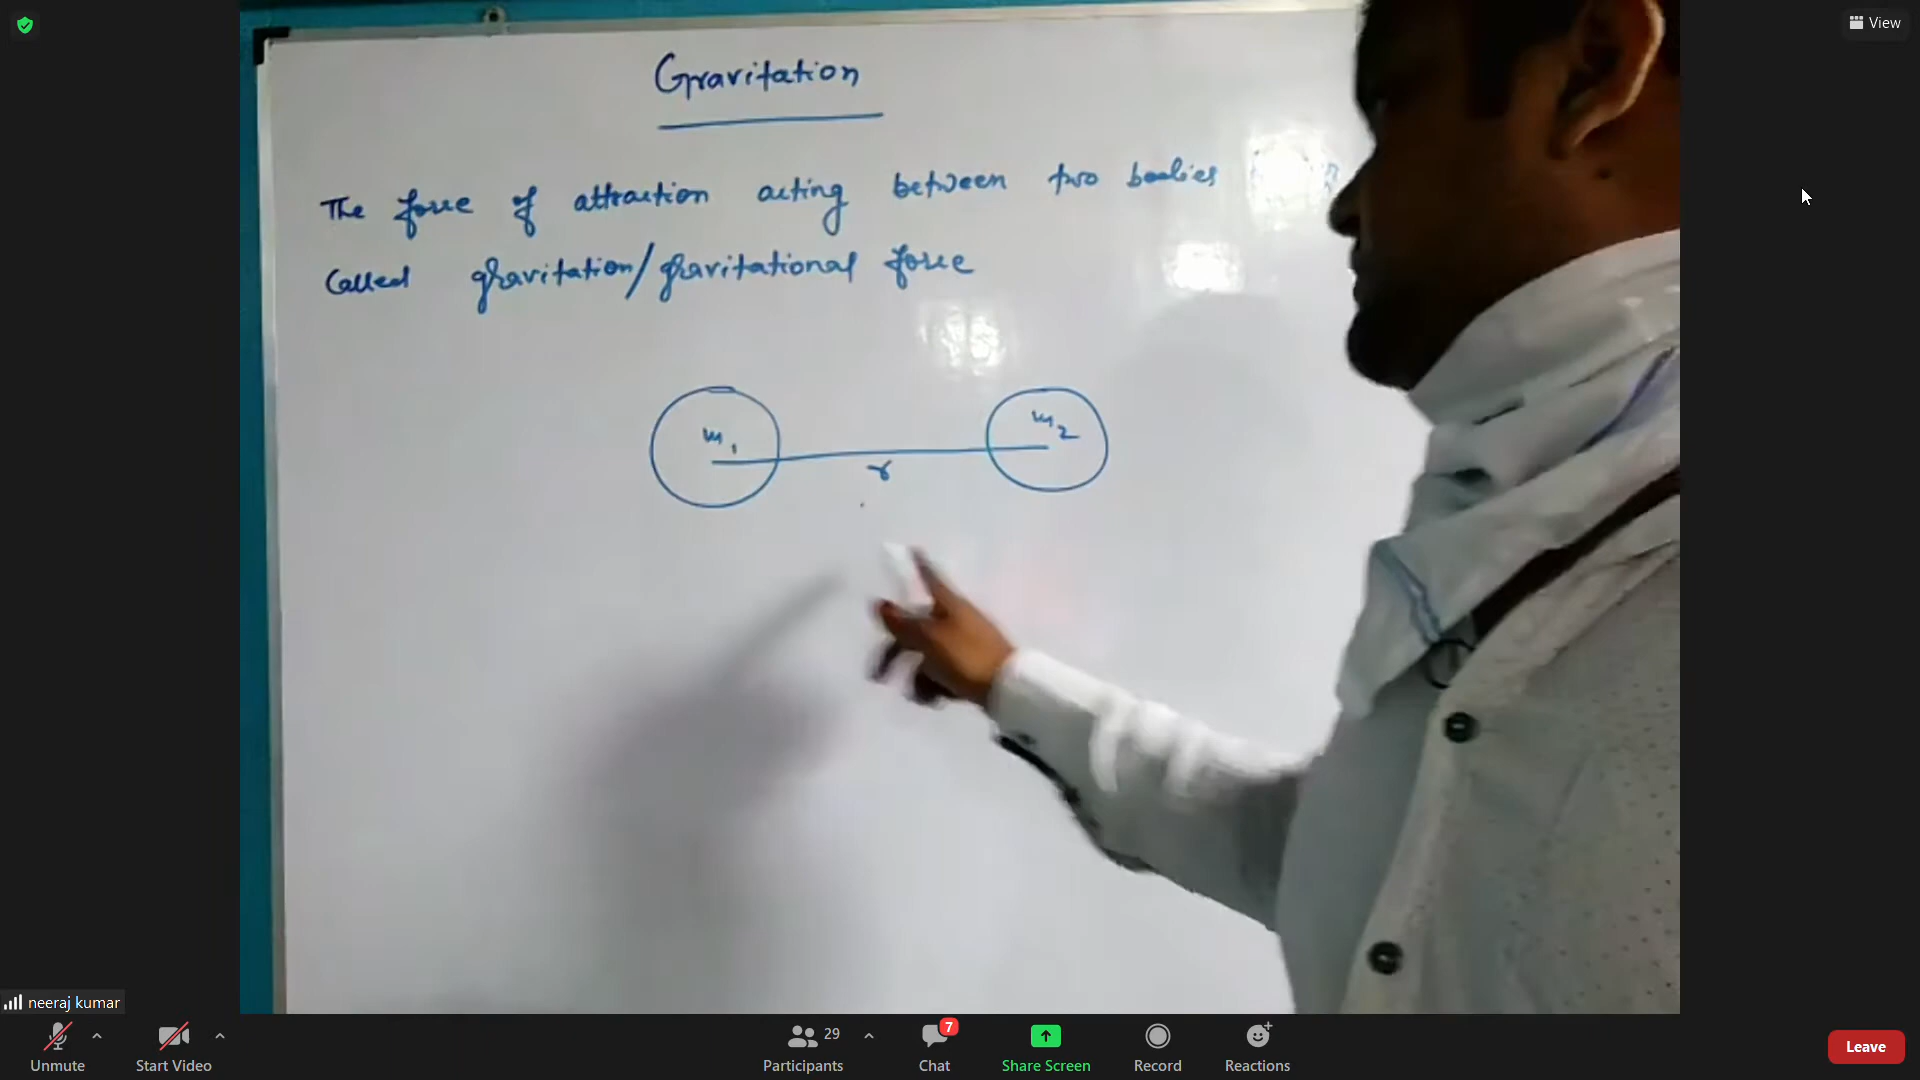 View
Gravitation
The force of attraction acting between two bodies
Called gravitation/gravitational force
m1
m2
r
neeraj kumar
Unmute
Start Video
29
Participants
7
Chat
Share Screen
Record
Reactions
Leave